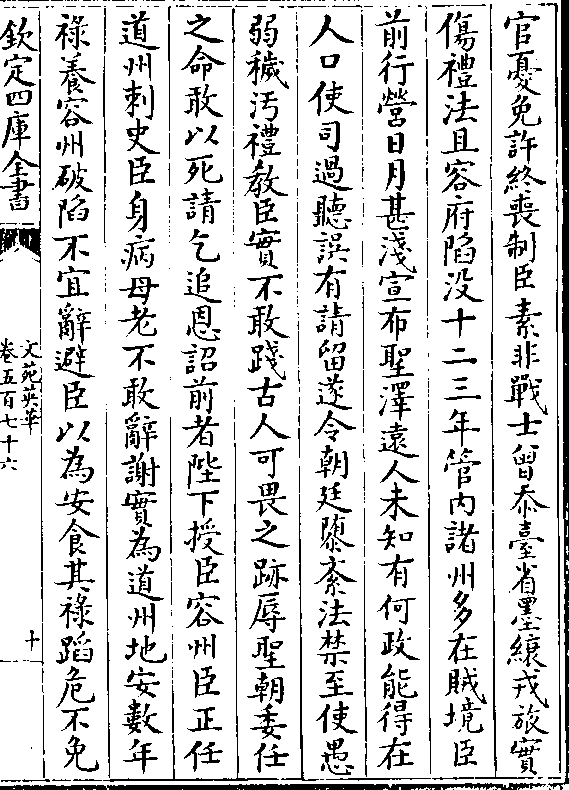 官憂免許終喪制臣素非戰士曾忝臺省墨縗戎旅實
傷禮法且容府陷没十二三年管内諸州多在賊境臣
前行營日月甚淺宣布聖澤遠人未知有何政能得在
人口使司過聽誤有請留遂令朝廷隳紊法禁至使愚
弱穢汚禮教臣實不敢踐古人可畏之跡辱聖朝委任
之命敢以死請乞追恩詔前者陛下授臣容州臣正任
道州刺史臣身病母老不敢辭謝實為道州地安數年
祿養容州破陷不宜辭避臣以為安食其祿蹈危不免
欽定四庫全書
文苑英華
卷五百七十六
十